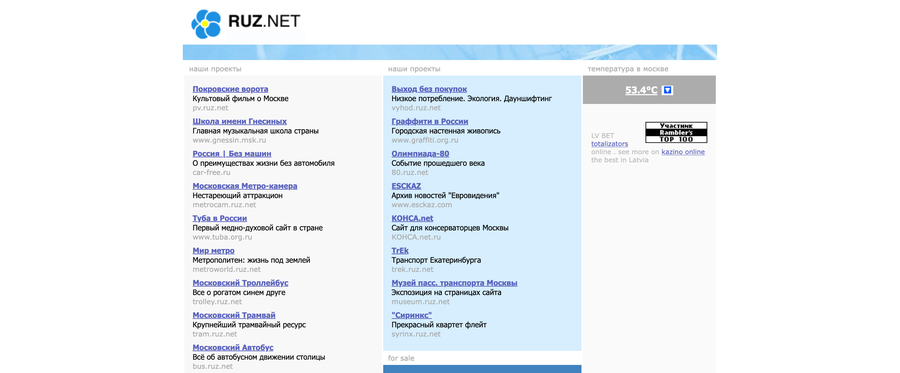 RUZ.NET
наши проекты
Покровские ворота
Культовый фильм о Москве
pv.ruz.net
Школа имени Гнесиных
Главная музыкальная школа страны
www.gnessin.msk.ru
Россия | Без машин
О преимуществах жизни без автомобиля
car-free.ru
Московская Метро-камера
Нестареющий аттракцион
metrocam.ruz.net
Туба в России
Первый медно-духовой сайт в стране
www.tuba.org.ru
Мир метро
Метрополитен: жизнь под землей
metroworld.ruz.net
Московский Троллейбус
Все о рогатом синем друге
trolley.ruz.net
Московский Трамвай
Крупнейший трамвайный ресурс
tram.ruz.net
Московский Автобус
Всё об автобусном движении столицы
bus.ruz.net
наши проекты
Выход без покупок
Низкое потребление. Экология. Дауншифтинг
vyhod.ruz.net
Граффити в России
Городская настенная живопись
www.graffiti.org.ru
Олимпиада-80
Событие прошедшего века
80.ruz.net
ESCKAZ
Архив новостей "Евровидения"
www.esckaz.com
КОНСА.net
Сайт для консерваторцев Москвы
КОНСА.net.ru
TrEk
Транспорт Екатеринбурга
trek.ruz.net
Музей пасс. транспорта Москвы
Экспозиция на страницах сайта
museum.ruz.net
"Сиринкс"
Прекрасный квартет флейт
syrinx.ruz.net
for sale
температура в москве
53.4°C
Участник
Rambler's
TOP 100
LV BET
totalizators
online . see more on kazino online
the best in Latvia